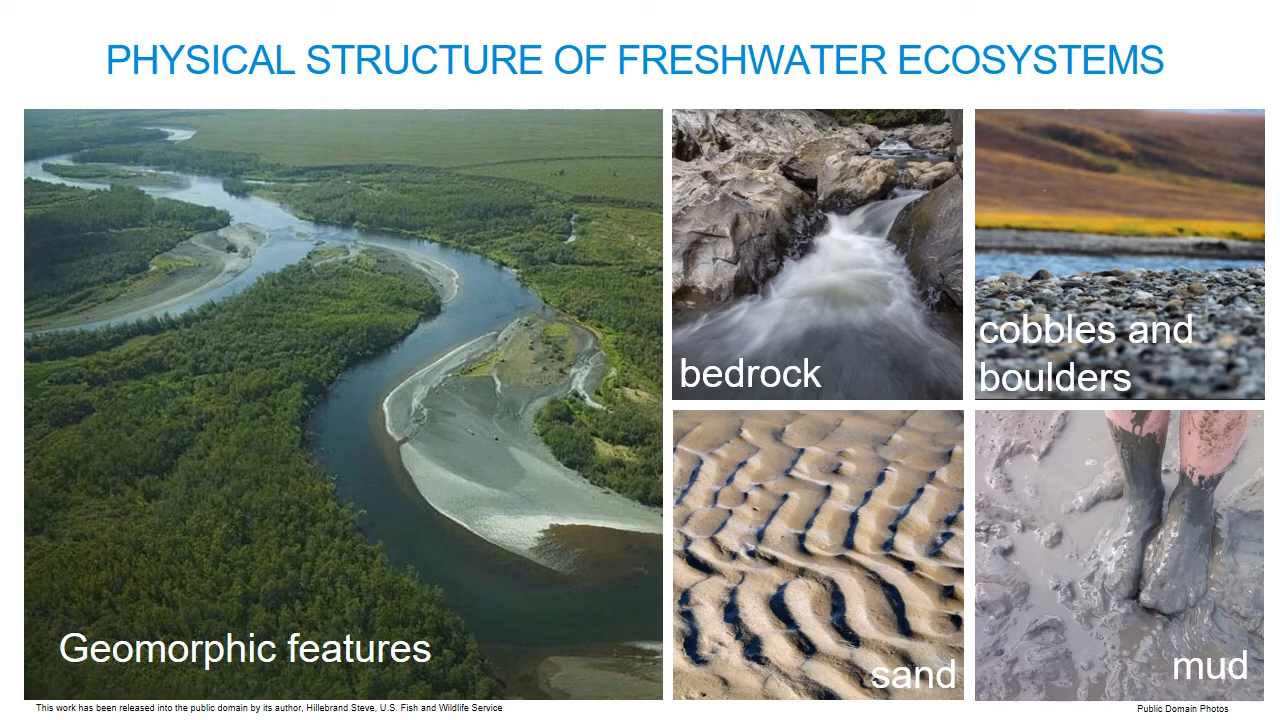 PHYSICAL STRUCTURE OF FRESHWATER ECOSYSTEMS
Geomorphic features
bedrock
cobbles and
boulders
sand
mud
This work has been released into the public domain by its author, Hillebrand Steve, U.S. Fish and Wildlife Service
Public Domain Photos